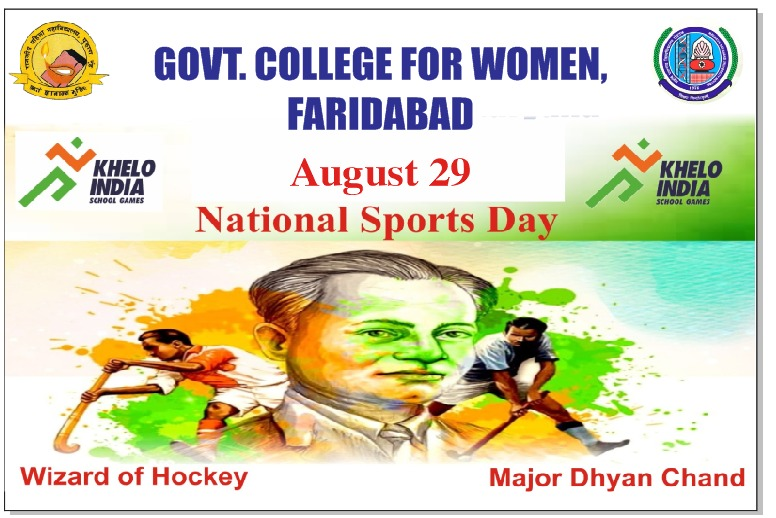 GOVT. COLLEGE FOR WOMEN,
FARIDABAD
KHELO
INDIA
SCHOOL GAMES
August 29
National Sports Day
KHELO
INDIA
SCHOOL GAMES
Wizard of Hockey
Major Dhyan Chand